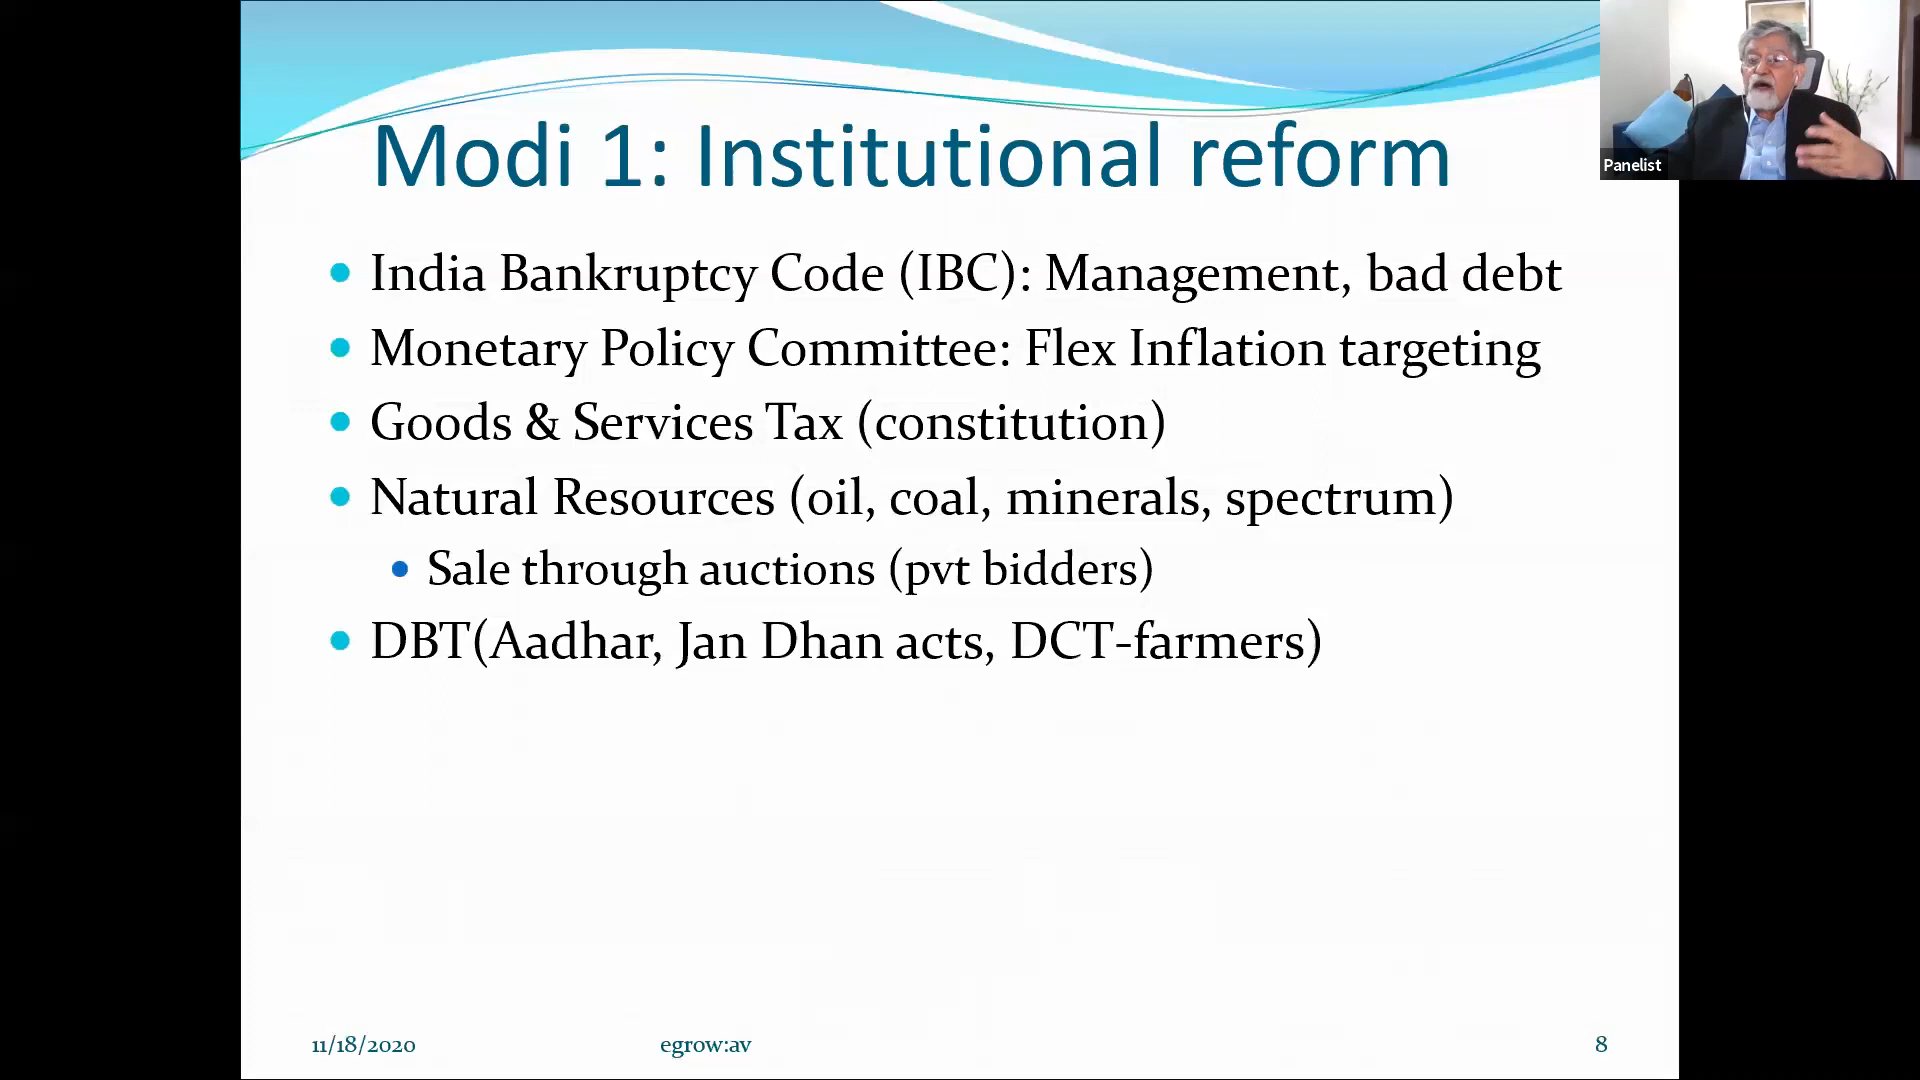 Modi 1: Institutional reform
Panelist
India Bankruptcy Code (IBC): Management, bad debt
Monetary Policy Committee: Flex Inflation targeting
Goods & Services Tax (constitution)
Natural Resources (oil, coal, minerals, spectrum)
Sale through auctions (pvt bidders)
DBT(Aadhar, Jan Dhan acts, DCT-farmers)
11/18/2020 egrow:av 8